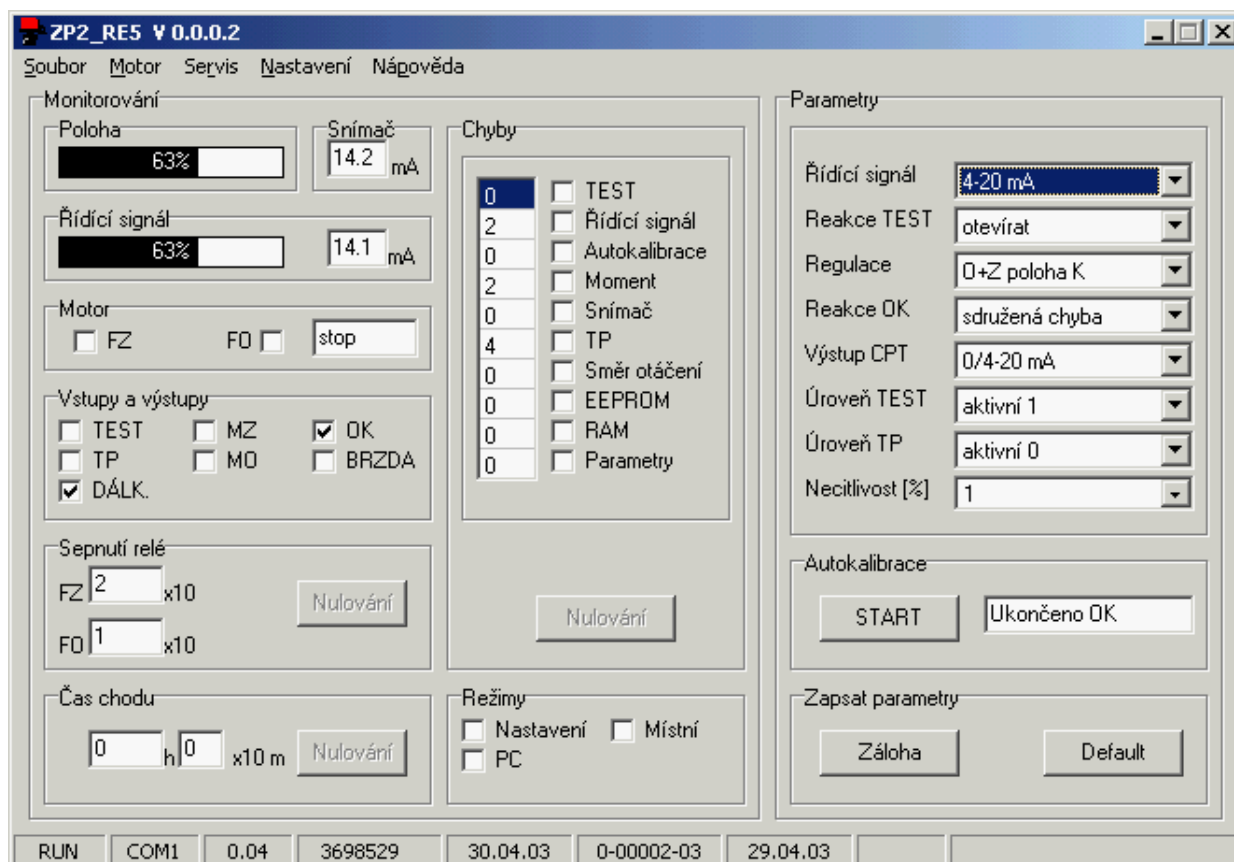 ZP2_RE5 V 0.0.0.2
Soubor Motor Servis Nastavení Nápověda
Monitorování
Poloha
63%
Snímač
14.2 mA
Řídící signál
63%
14.1 mA
Motor
FZ FO stop
Vstupy a výstupy
TEST MZ OK
TP MO BRZDA
DÁLK.
Sepnutí relé
FZ 2 x10
Nulování
FO 1 x10
Čas chodu
0 h 0 x10 m Nulování
Chyby
0 TEST
2 Řídící signál
0 Autokalibrace
2 Moment
0 Snímač
4 TP
0 Směr otáčení
0 EEPROM
0 RAM
0 Parametry
Nulování
Režimy
Nastavení Místní
PC
Parametry
Řídící signál 4-20 mA
Reakce TEST otevírat
Regulace O+Z poloha K
Reakce OK sdružená chyba
Výstup CPT 0/4-20 mA
Úroveň TEST aktivní 1
Úroveň TP aktivní 0
Necitlivost [%] 1
Autokalibrace
START Ukončeno OK
Zapsat parametry
Záloha Default
RUN COM1 0.04 3698529 30.04.03 0-00002-03 29.04.03